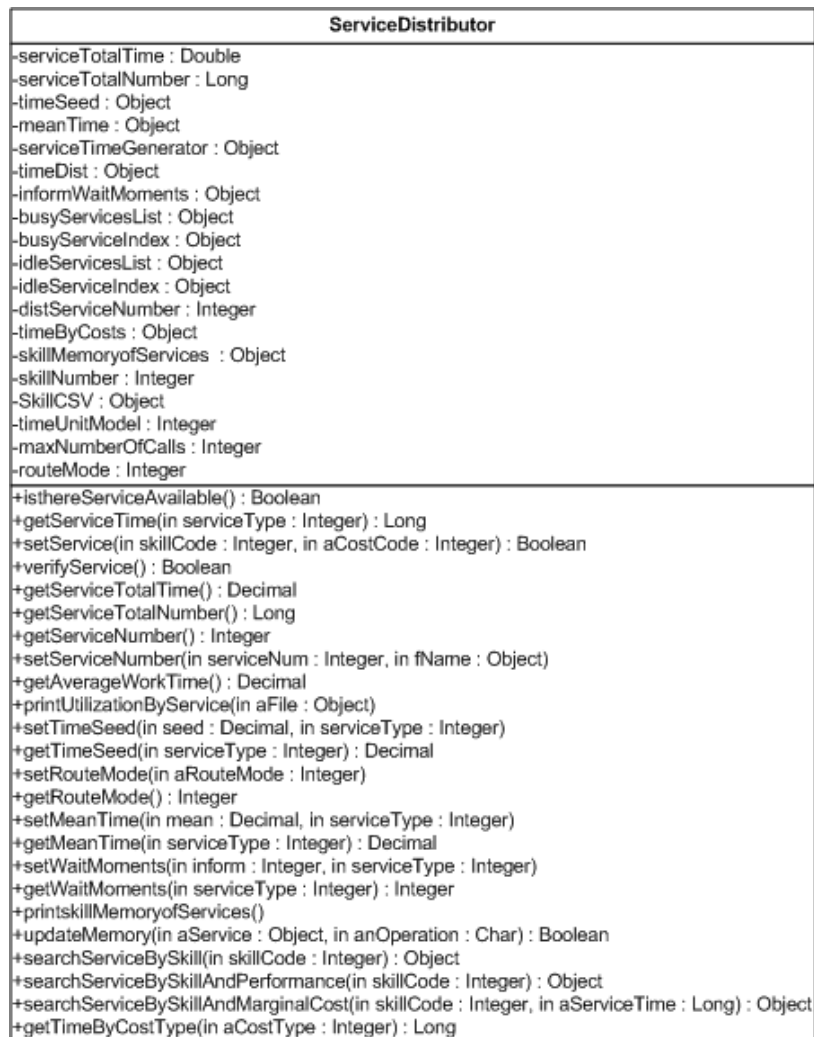 ServiceDistributor
-serviceTotalTime : Double
-serviceTotalNumber : Long
-timeSeed : Object
-meanTime : Object
-serviceTimeGenerator : Object
-timeDist : Object
-informWaitMoments : Object
-busyServicesList : Object
-busyServiceIndex : Object
-idleServicesList : Object
-idleServiceIndex : Object
-distServiceNumber : Integer
-timeByCosts : Object
-skillMemoryofServices : Object
-skillNumber : Integer
-SkillCSV : Object
-timeUnitModel : Integer
-maxNumberOfCalls : Integer
-routeMode : Integer
+isthereServiceAvailable() : Boolean
+getServiceTime(in serviceType : Integer) : Long
+setService(in skillCode : Integer, in aCostCode : Integer) : Boolean
+verifyService() : Boolean
+getServiceTotalTime() : Decimal
+getServiceTotalNumber() : Long
+getServiceNumber() : Integer
+setServiceNumber(in serviceNum : Integer, in fName : Object)
+getAverageWorkTime() : Decimal
+printUtilizationByService(in aFile : Object)
+setTimeSeed(in seed : Decimal, in serviceType : Integer)
+getTimeSeed(in serviceType : Integer) : Decimal
+setRouteMode(in aRouteMode : Integer)
+getRouteMode() : Integer
+setMeanTime(in mean : Decimal, in serviceType : Integer)
+getMeanTime(in serviceType : Integer) : Decimal
+setWaitMoments(in inform : Integer, in serviceType : Integer)
+getWaitMoments(in serviceType : Integer) : Integer
+printskillMemoryofServices()
+updateMemory(in aService : Object, in anOperation : Char) : Boolean
+searchServiceBySkill(in skillCode : Integer) : Object
+searchServiceBySkillAndPerformance(in skillCode : Integer) : Object
+searchServiceBySkillAndMarginalCost(in skillCode : Integer, in aServiceTime : Long) : Object
+getTimeByCostType(in aCostType : Integer) : Long